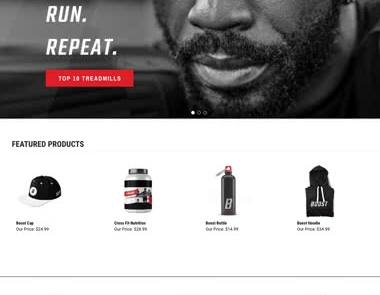 RUN.
REPEAT.
TOP 10 TREADMILLS
FEATURED PRODUCTS
B
BOOST
Boost Cap
Our Price: $24.99
Cross Fit Nutrition
Our Price: $28.99
Boost Bottle
Our Price: $14.99
Boost Hoodie
Our Price: $34.99